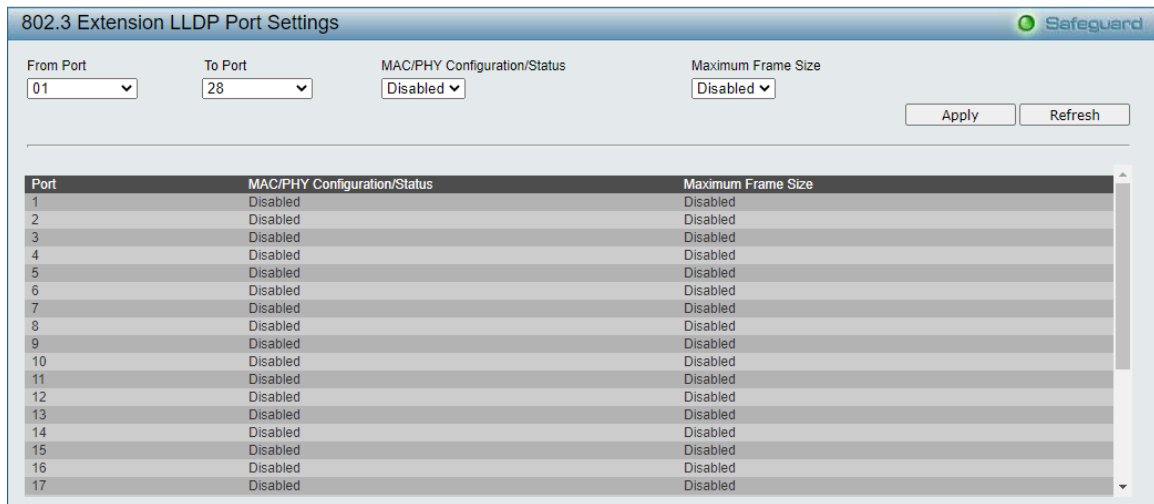 802.3 Extension LLDP Port Settings Safeguard
From Port To Port MAC/PHY Configuration/Status Maximum Frame Size
01 28 Disabled Disabled
Apply Refresh
Port MAC/PHY Configuration/Status Maximum Frame Size
1 Disabled Disabled
2 Disabled Disabled
3 Disabled Disabled
4 Disabled Disabled
5 Disabled Disabled
6 Disabled Disabled
7 Disabled Disabled
8 Disabled Disabled
9 Disabled Disabled
10 Disabled Disabled
11 Disabled Disabled
12 Disabled Disabled
13 Disabled Disabled
14 Disabled Disabled
15 Disabled Disabled
16 Disabled Disabled
17 Disabled Disabled